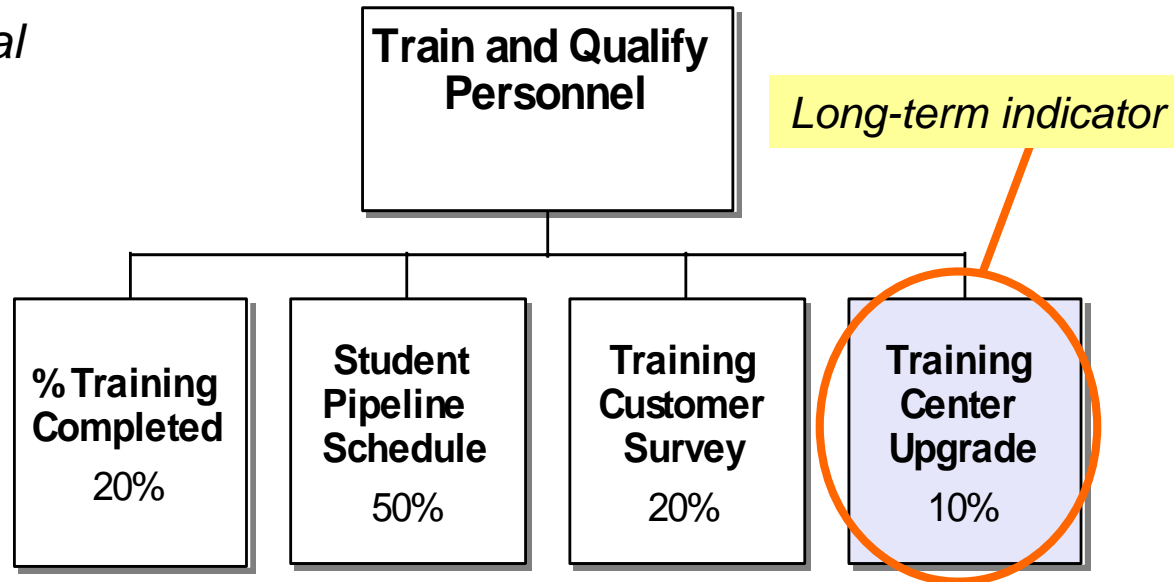 Train and Qualify
Personnel
Long-term indicator
% Training
Completed
20%
Student
Pipeline
Schedule
50%
Training
Customer
Survey
20%
Training
Center
Upgrade
10%